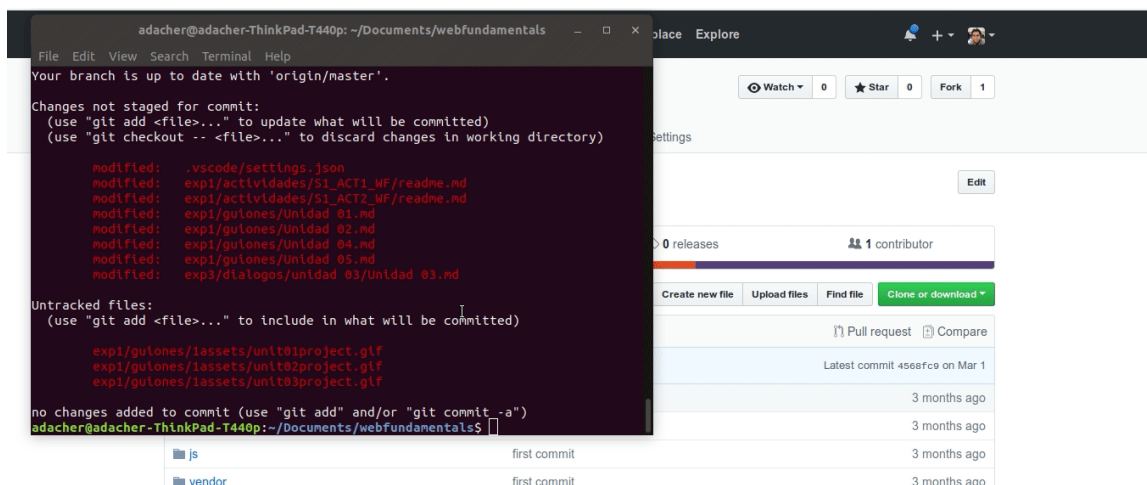 adacher@adacher-ThinkPad-T440p: ~/Documents/webfundamentals
File Edit View Search Terminal Help
Your branch is up to date with 'origin/master'.
Changes not staged for commit:
(use "git add <file>..." to update what will be committed)
(use "git checkout -- <file>..." to discard changes in working directory)
modified: .vscode/settings.json
modified: exp1/actividades/S1_ACT1_WF/readme.md
modified: exp1/actividades/S1_ACT2_WF/readme.md
modified: exp1/guiones/Unidad 01.md
modified: exp1/guiones/Unidad 02.md
modified: exp1/guiones/Unidad 04.md
modified: exp1/guiones/Unidad 05.md
modified: exp3/dialogos/unidad 03/Unidad 03.md
Untracked files:
(use "git add <file>..." to include in what will be committed)
exp1/guiones/1assets/unit01project.gif
exp1/guiones/1assets/unit02project.gif
exp1/guiones/1assets/unit03project.gif
no changes added to commit (use "git add" and/or "git commit -a")
adacher@adacher-ThinkPad-T440p:~/Documents/webfundamentals$
place Explore
Watch 0 Star 0 Fork 1
Settings
Edit
0 releases 1 contributor
Create new file Upload files Find file Clone or download
Pull request Compare
Latest commit 4568fc9 on Mar 1
3 months ago
3 months ago
js first commit 3 months ago
vendor first commit 3 months ago